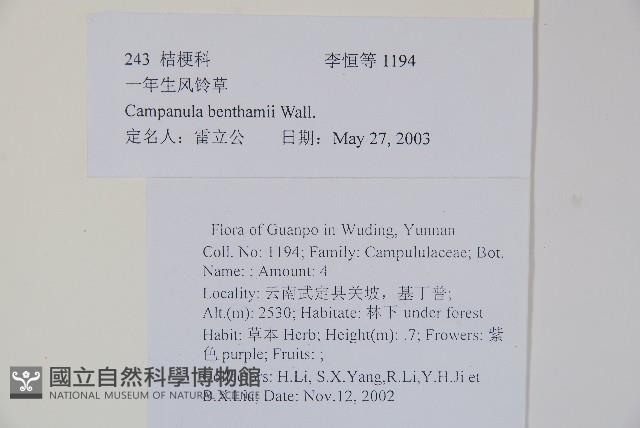 243 桔梗科 李恒等 1194
一年生风铃草
Campanula benthamii Wall.
定名人：雷立公 日期：May 27, 2003
Flora of Guanpo in Wuding, Yunnan
Coll. No: 1194; Family: Campululaceae; Bot.
Name: ; Amount: 4
Locality: 云南武定县关坡，基丁箐;
Alt.(m): 2530; Habitate: 林下 under forest
Habit: 草本 Herb; Height(m): .7; Frowers: 紫
色 purple; Fruits: ;
H.Li, S.X.Yang,R.Li,Y.H.Ji et
Date: Nov.12, 2002
國立自然科學博物館
NATIONAL MUSEUM OF NATURAL SCIENCE